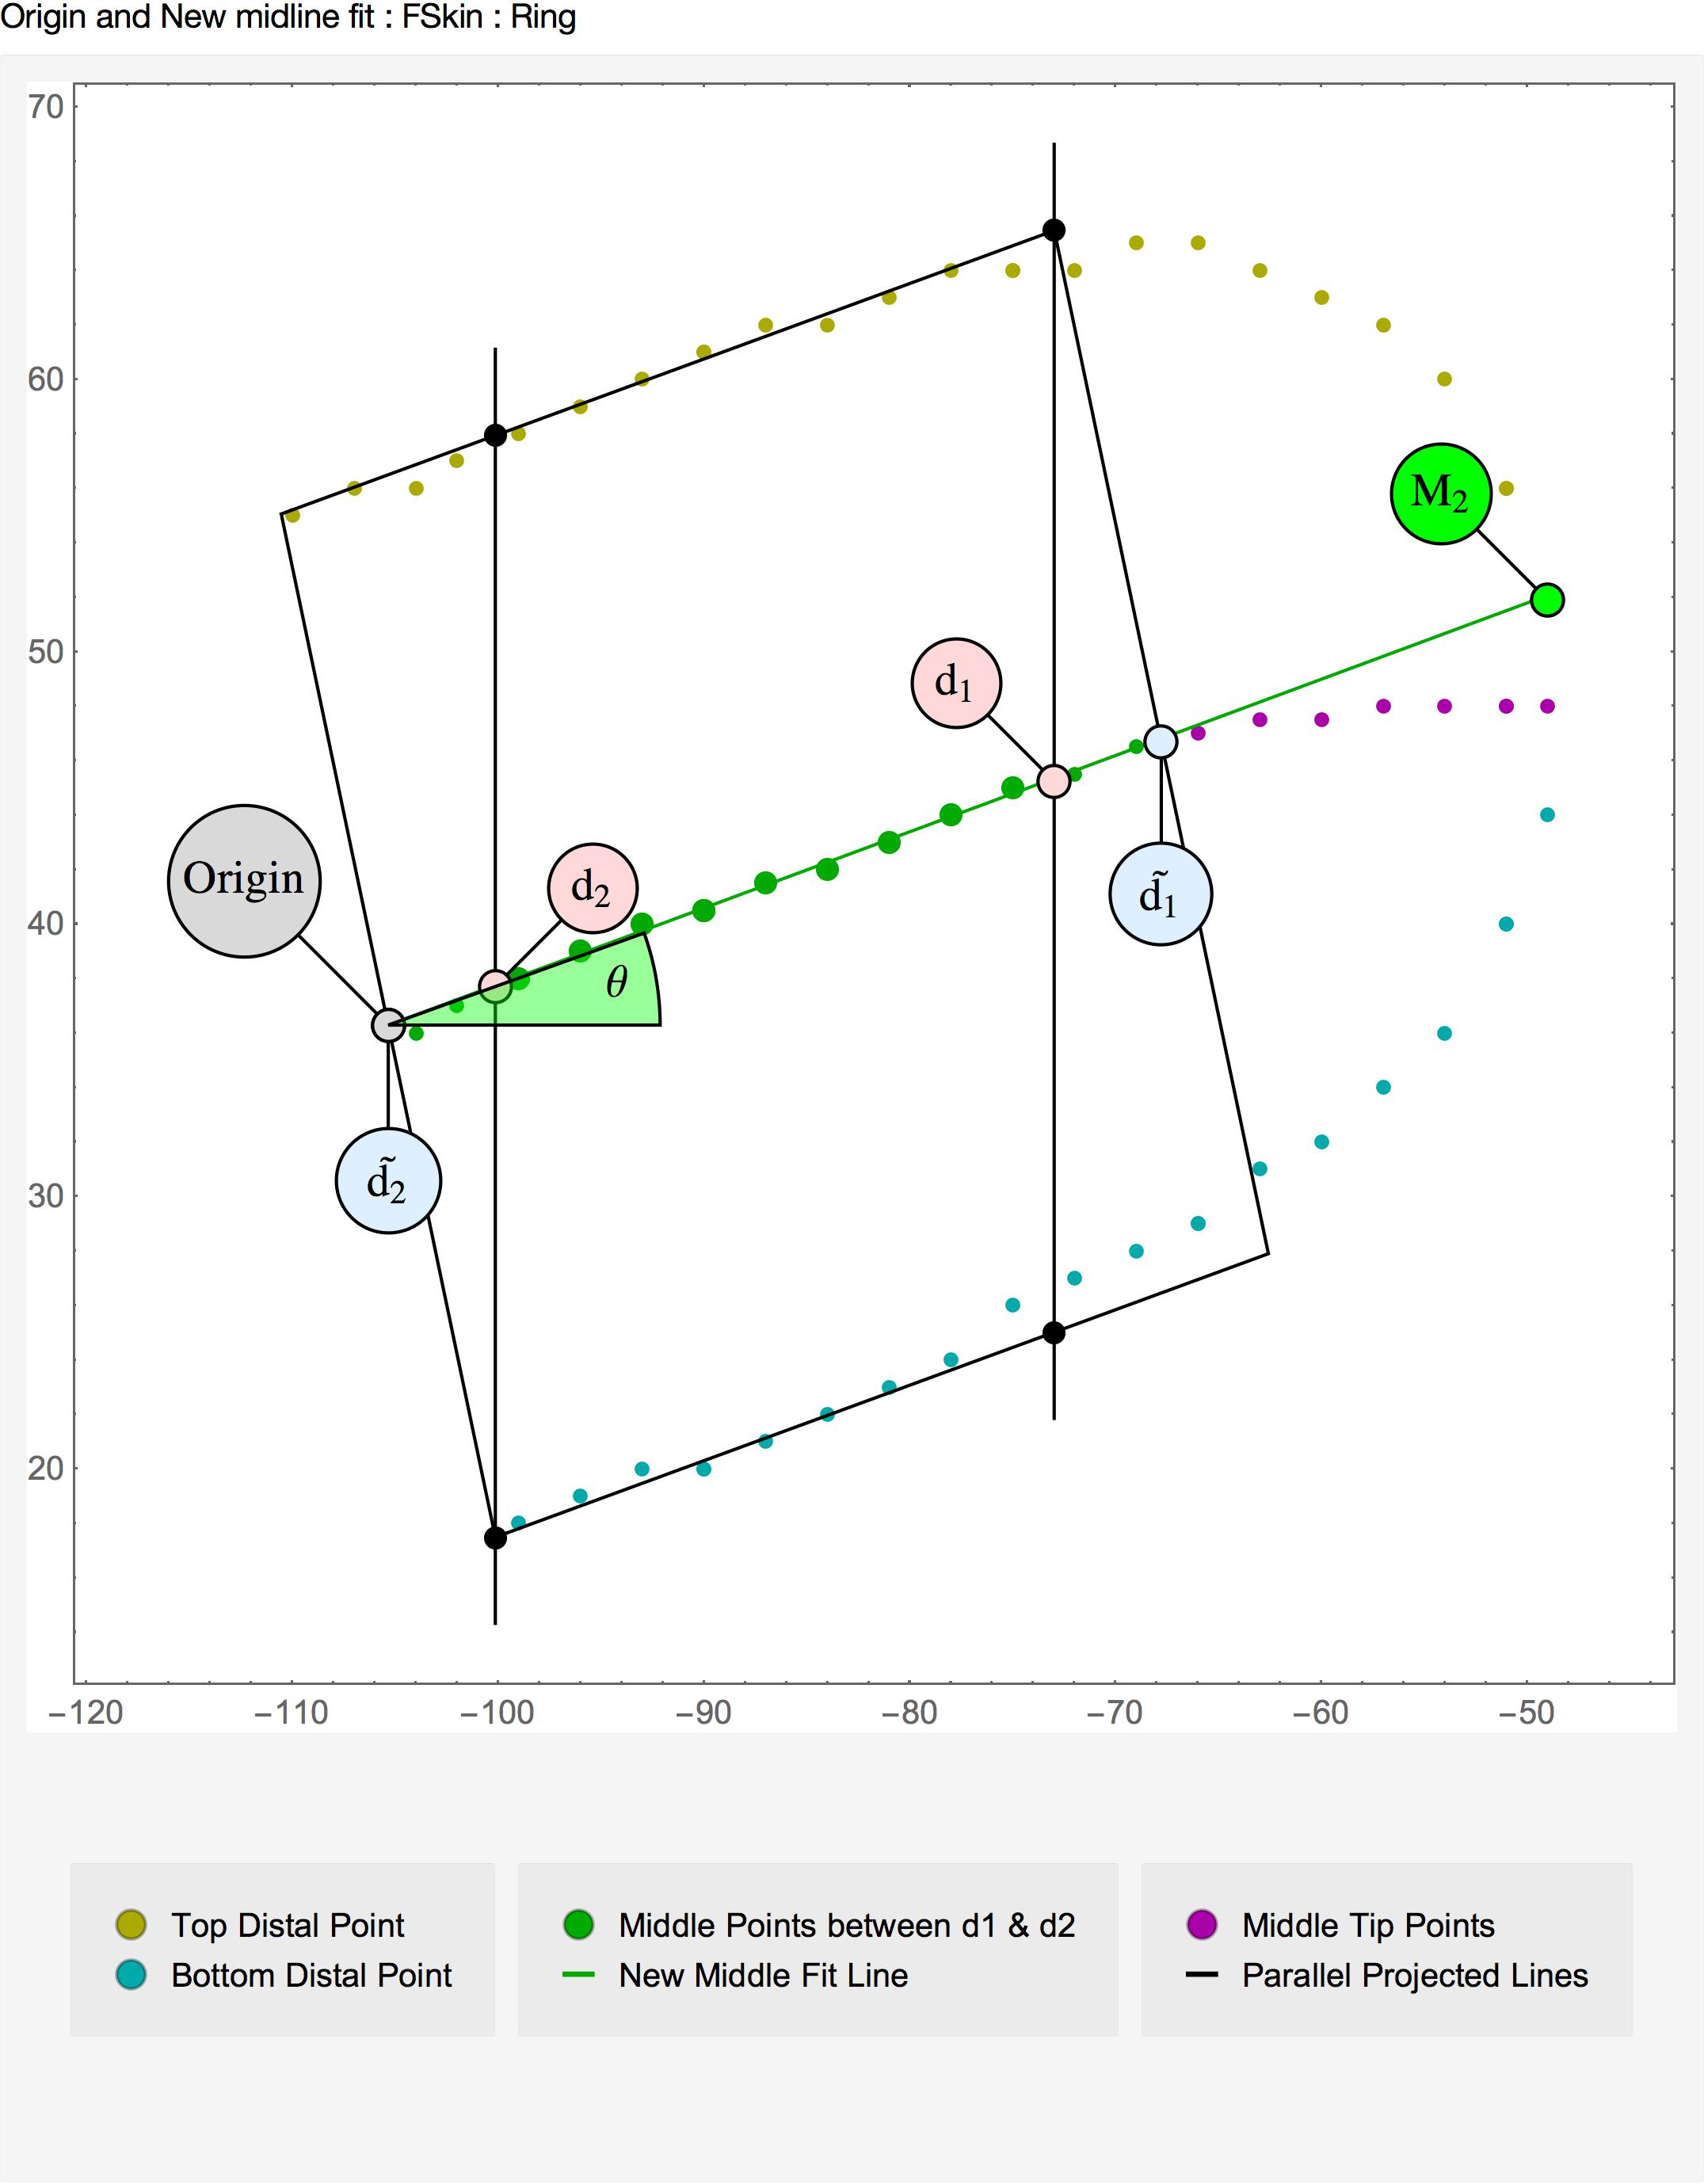 Origin and New midline fit : FSkin : Ring
70
60
50
40
30
20
−120 −110 −100 −90 −80 −70 −60 −50
M₂
d₁
Origin
d₂
d̃₁
θ
d̃₂
Top Distal Point
Bottom Distal Point
Middle Points between d1 & d2
New Middle Fit Line
Middle Tip Points
Parallel Projected Lines